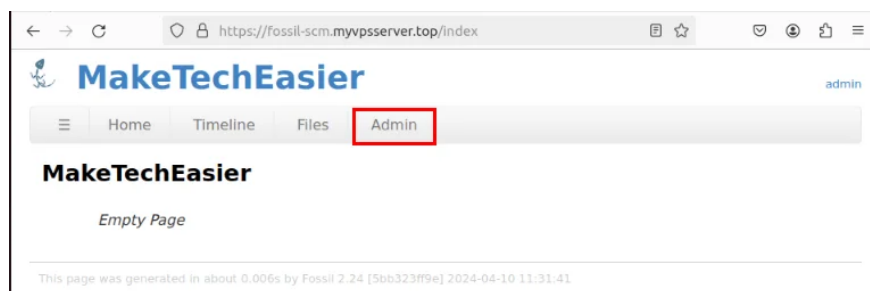 https://fossil-scm.myvpsserver.top/index
MakeTechEasier
admin
☰ Home Timeline Files Admin
MakeTechEasier
Empty Page
This page was generated in about 0.006s by Fossil 2.24 [5bb323ff9e] 2024-04-10 11:31:41